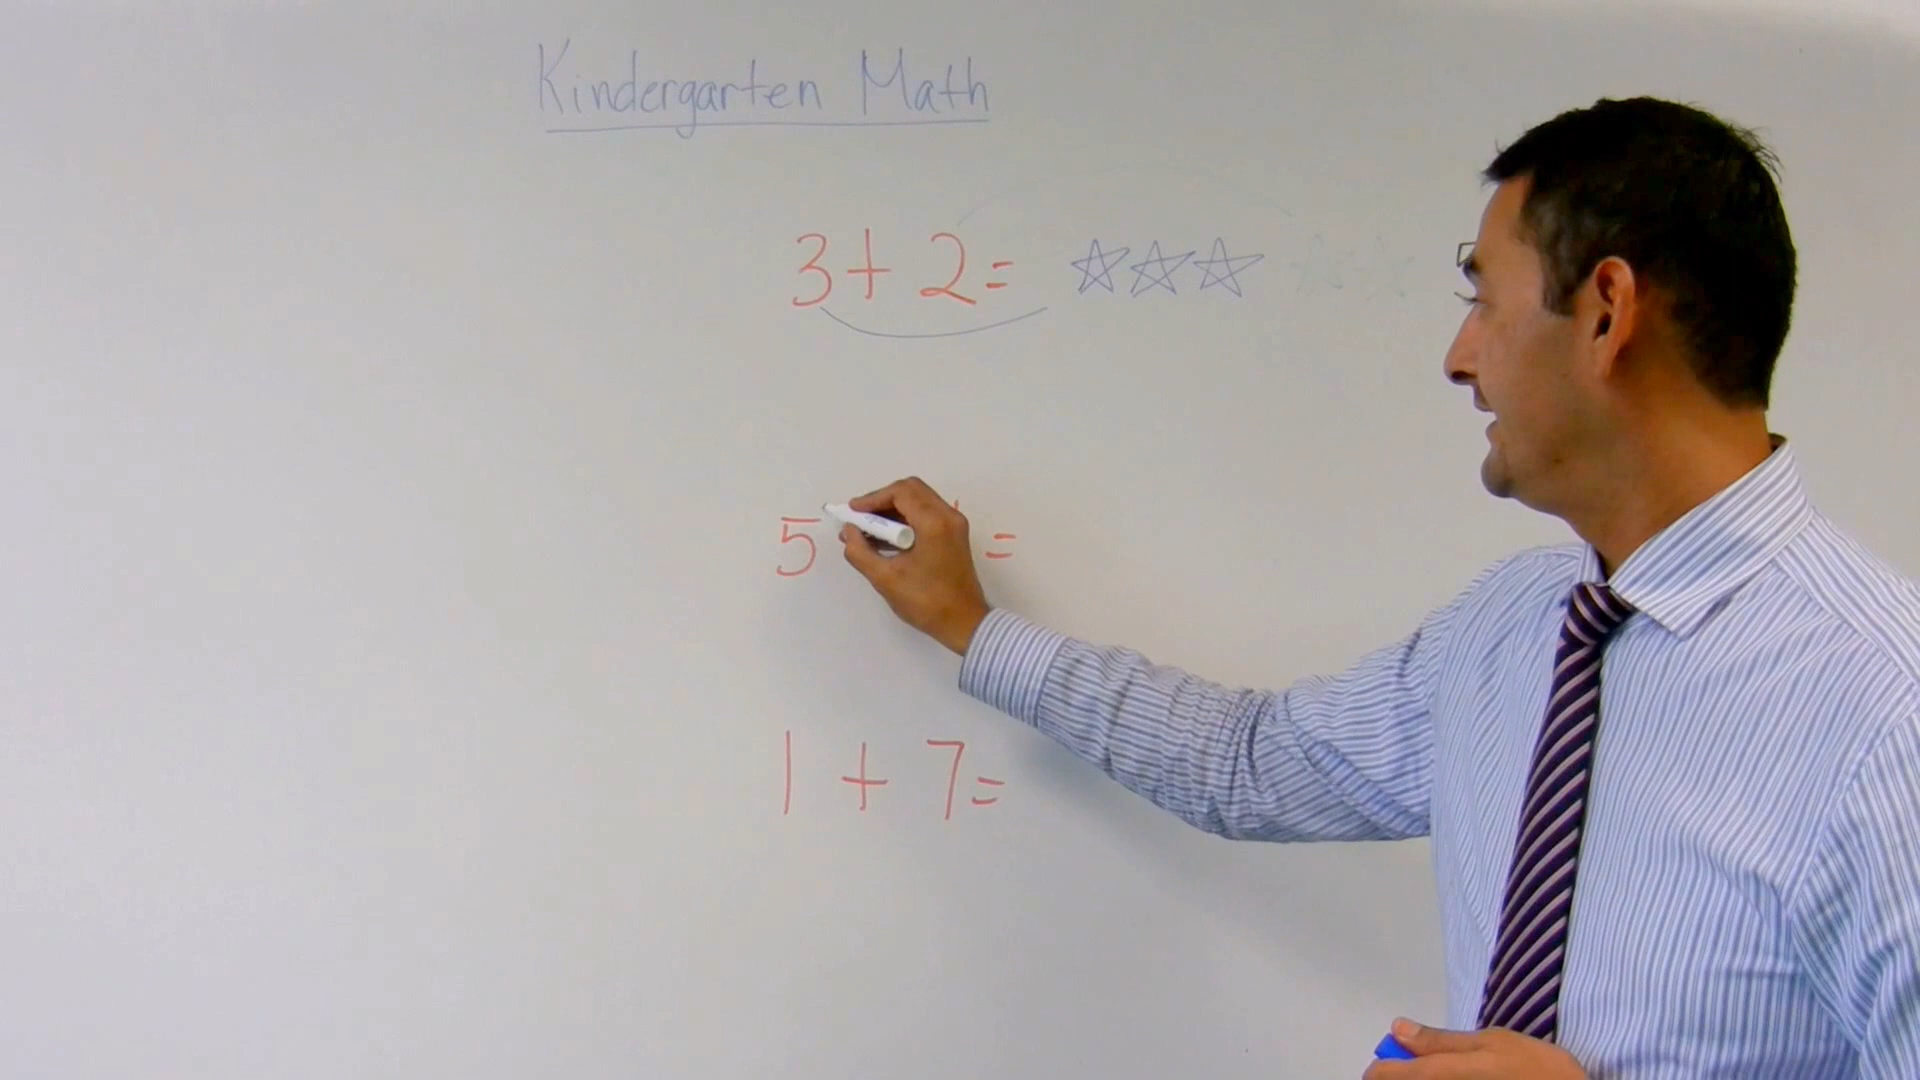 Kindergarten Math
3 + 2 =
5 =
1 + 7 =